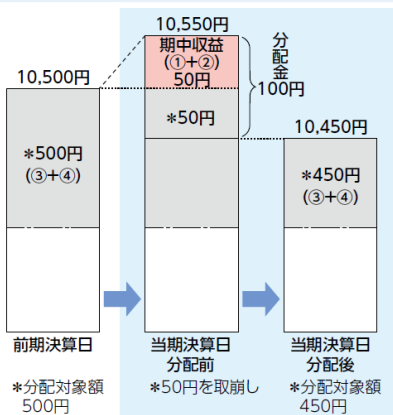 10,550円
期中収益
(①+②)
50円
分配金
100円
10,500円
*50円
10,450円
*500円
(③+④)
*450円
(③+④)
前期決算日
当期決算日
分配前
当期決算日
分配後
*分配対象額
500円
*50円を取崩し
*分配対象額
450円